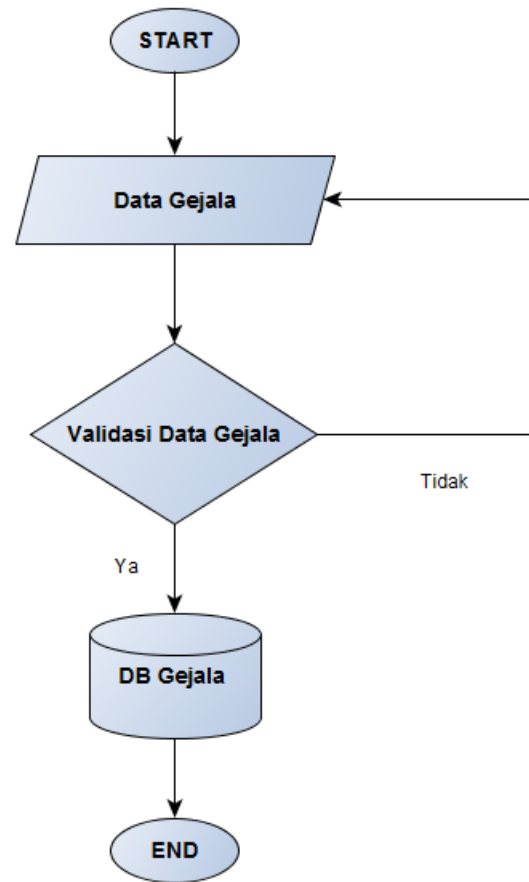 START
Data Gejala
Validasi Data Gejala
Tidak
Ya
DB Gejala
END